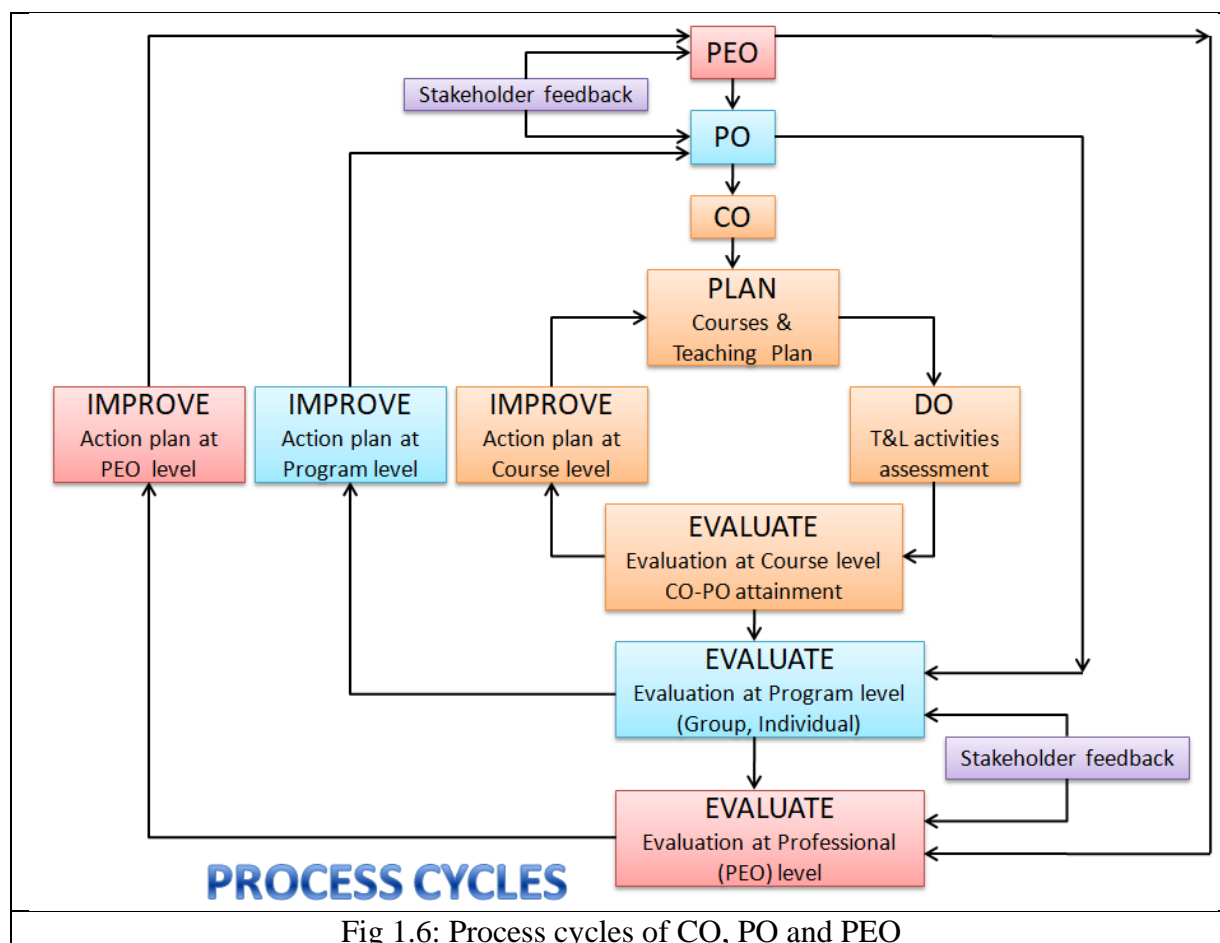 PEO
Stakeholder feedback
PO
CO
PLAN
Courses &
Teaching Plan
IMPROVE
Action plan at
PEO level
IMPROVE
Action plan at
Program level
IMPROVE
Action plan at
Course level
DO
T&L activities
assessment
EVALUATE
Evaluation at Course level
CO-PO attainment
EVALUATE
Evaluation at Program level
(Group, Individual)
Stakeholder feedback
EVALUATE
Evaluation at Professional
(PEO) level
PROCESS CYCLES
Fig 1.6: Process cycles of CO, PO and PEO